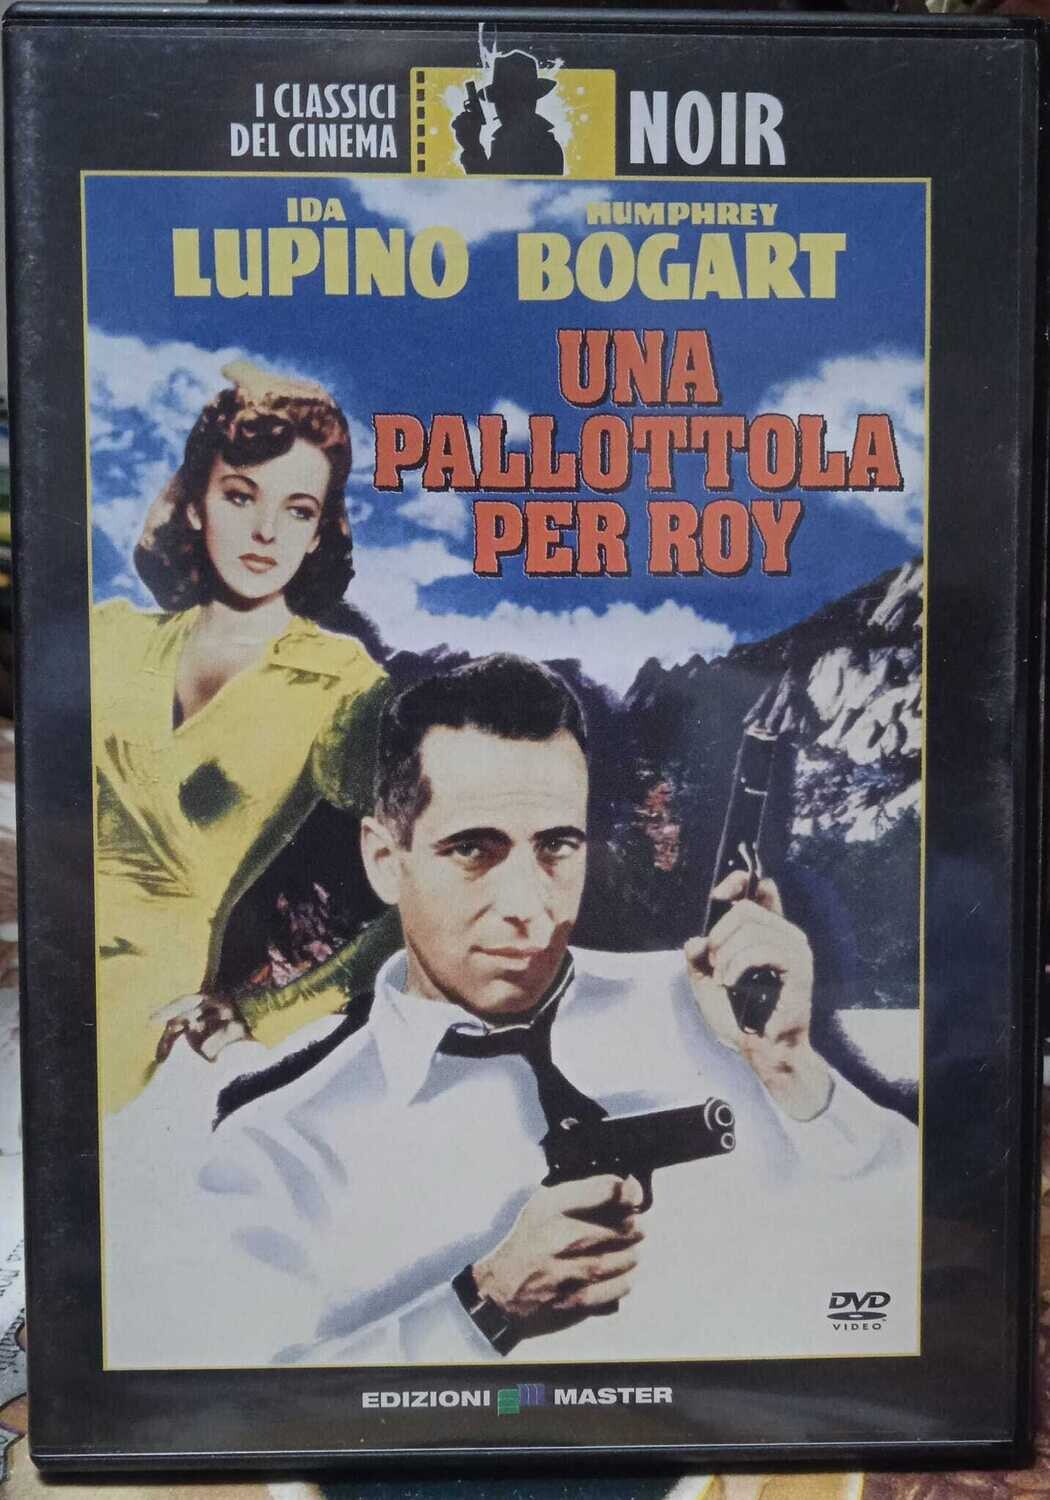 I CLASSICI
DEL CINEMA
NOIR
IDA
LUPINO
HUMPHREY
BOGART
UNA
PALLOTTOLA
PER ROY
DVD
VIDEO
EDIZIONI MASTER